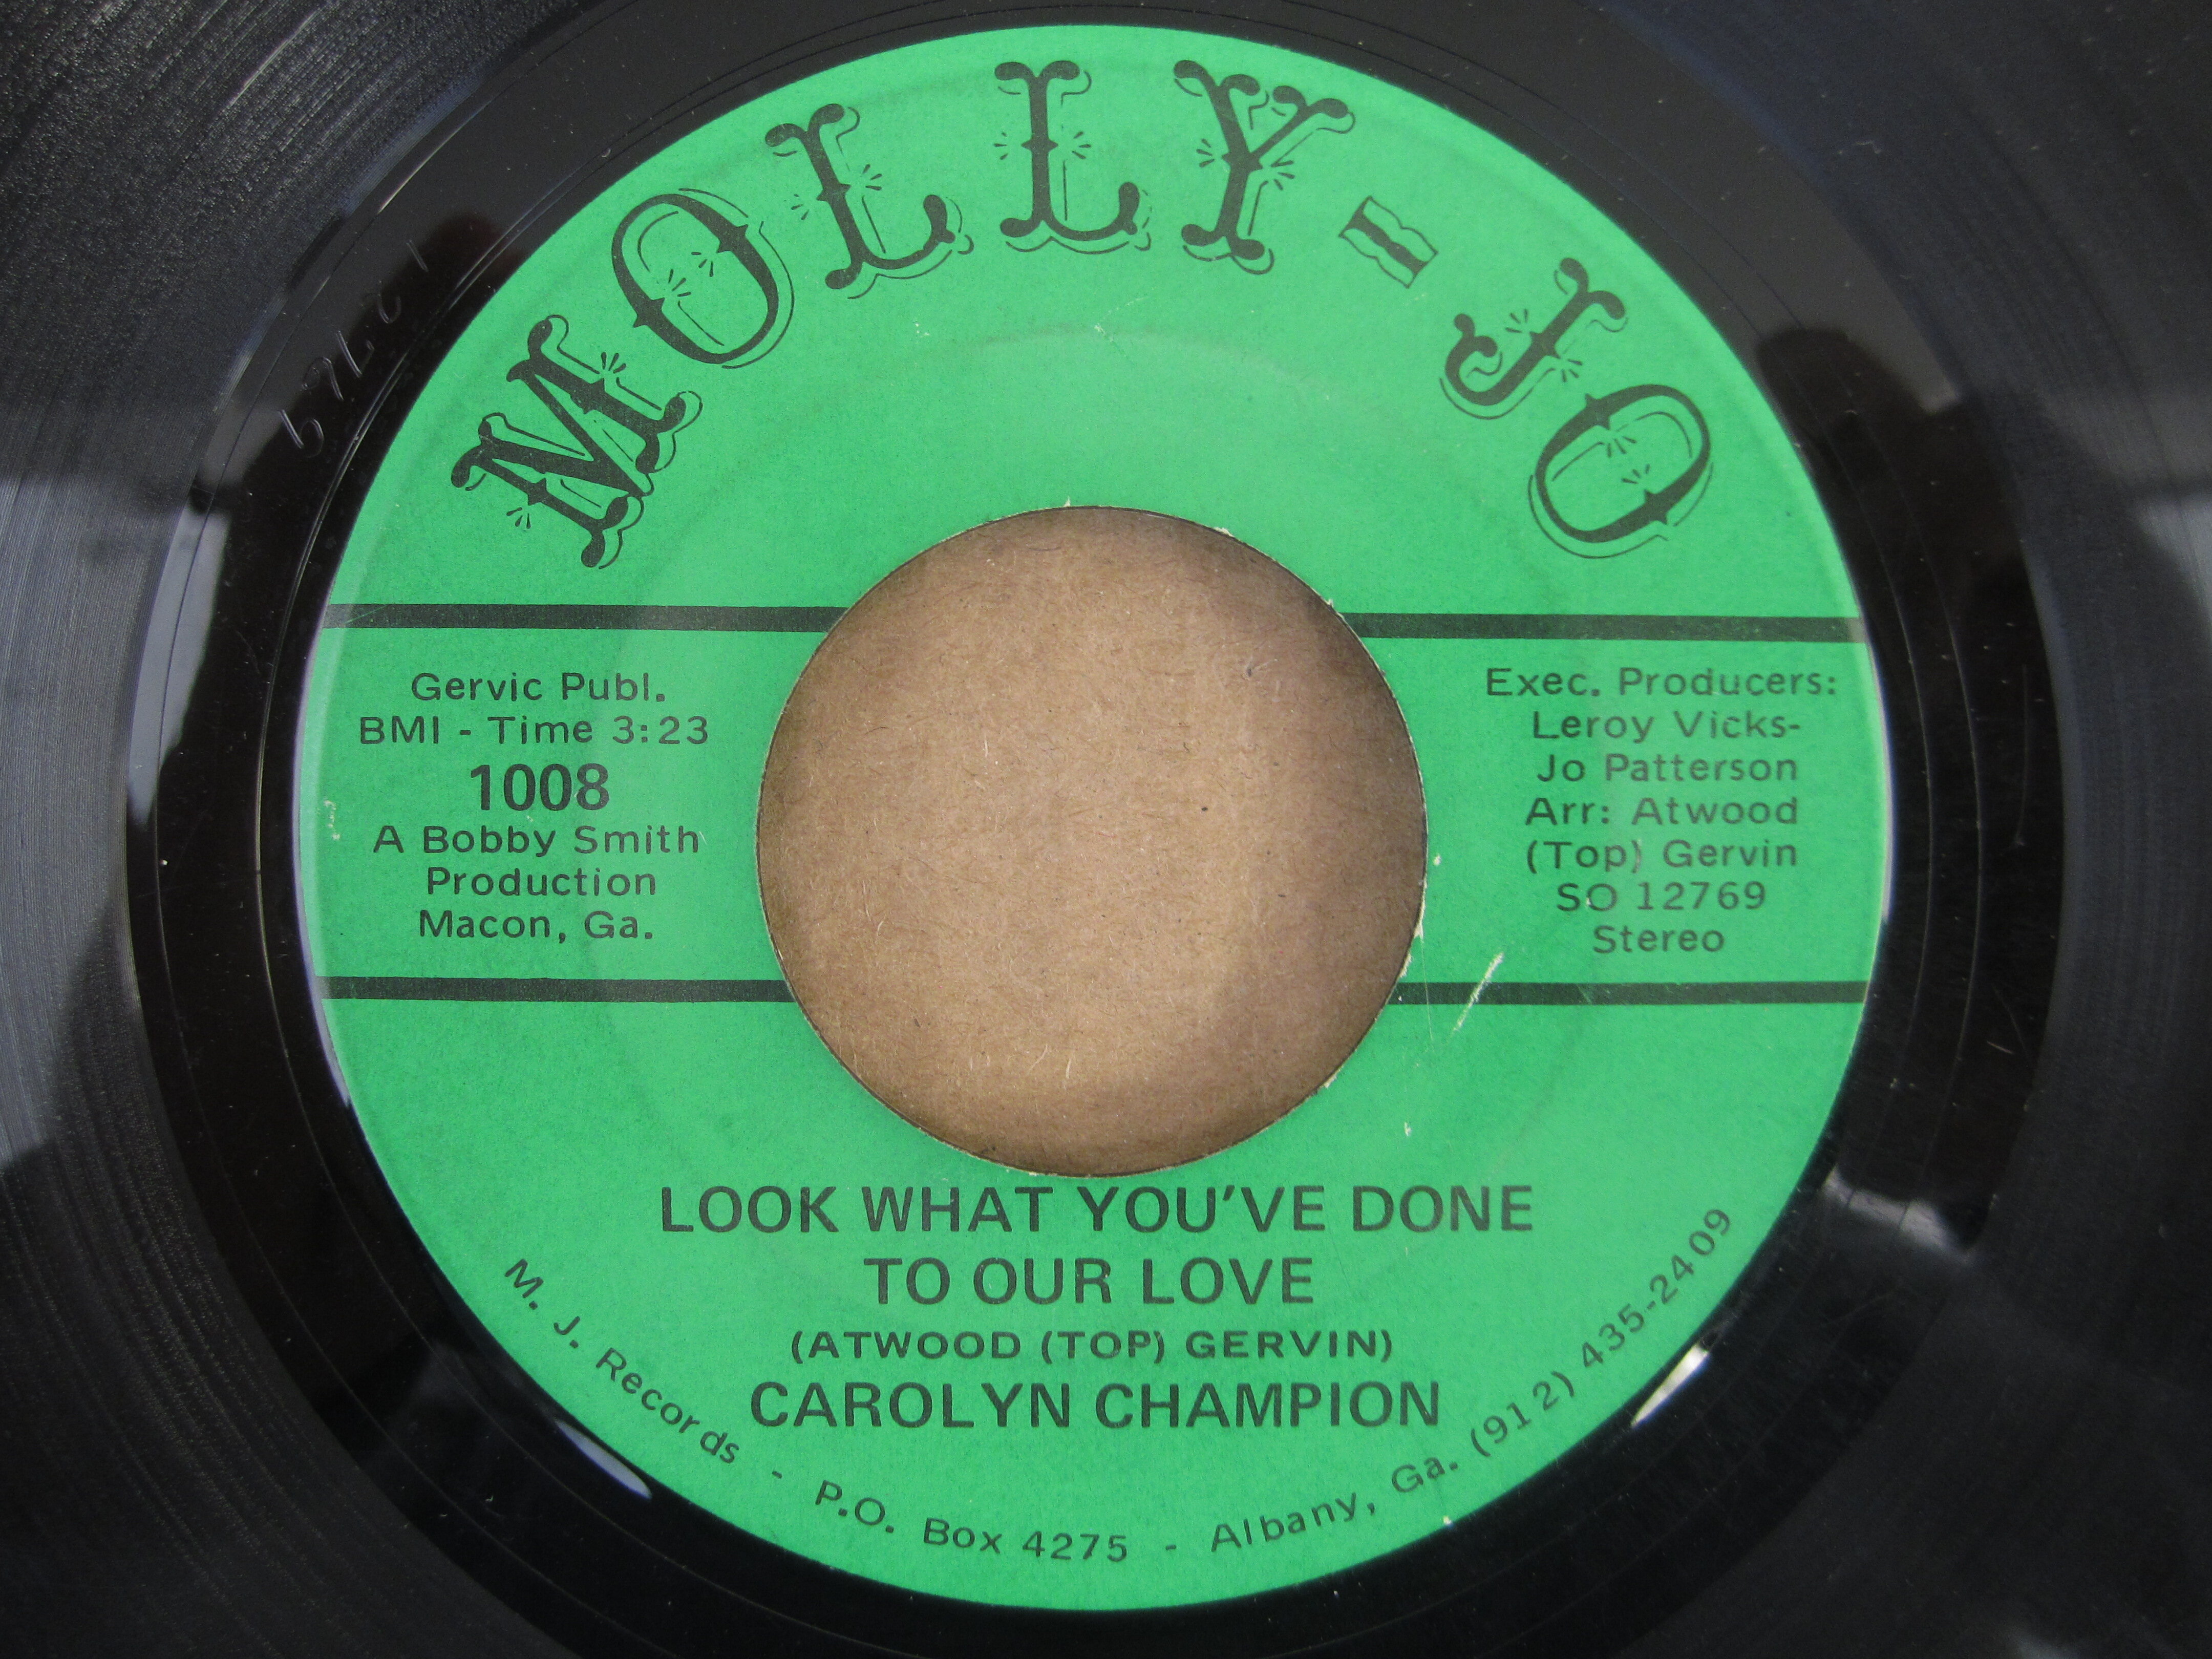 MOLLY-JO
Gervic Publ.
BMI - Time 3:23
1008
A Bobby Smith
Production
Macon, Ga.
Exec. Producers:
Leroy Vicks-
Jo Patterson
Arr: Atwood
(Top) Gervin
SO 12769
Stereo
LOOK WHAT YOU'VE DONE
TO OUR LOVE
(ATWOOD (TOP) GERVIN)
CAROLYN CHAMPION
M. J. Records - P.O. Box 4275 - Albany, Ga. (912) 435-2409
12769